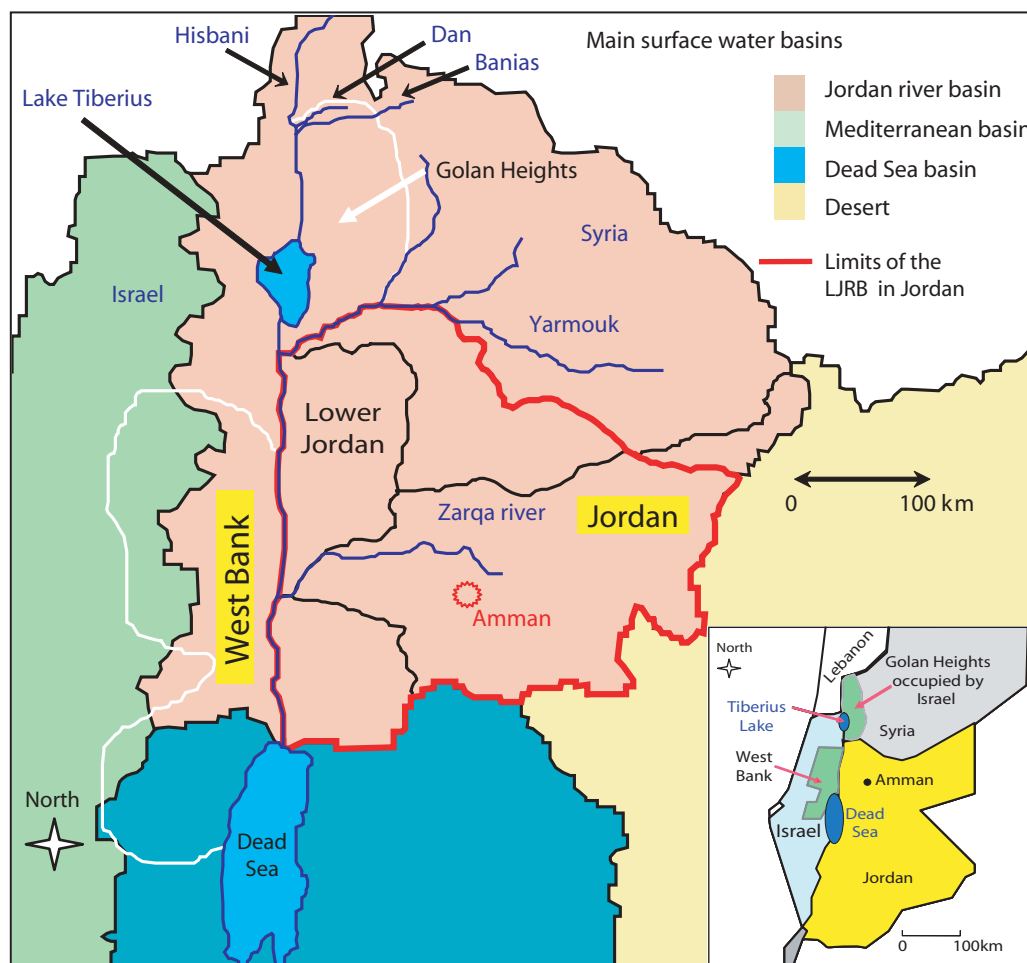 Hisbani
Dan
Banias
Main surface water basins
Lake Tiberius
Jordan river basin
Mediterranean basin
Dead Sea basin
Desert
Limits of the
LJRB in Jordan
Golan Heights
Syria
Israel
Yarmouk
Lower
Jordan
0 100 km
Zarqa river
Jordan
West Bank
Amman
North
Dead
Sea
North
Lebanon
Golan Heights
occupied by
Israel
Tiberius
Lake
Syria
West
Bank
Amman
Israel
Dead
Sea
Jordan
0 100km